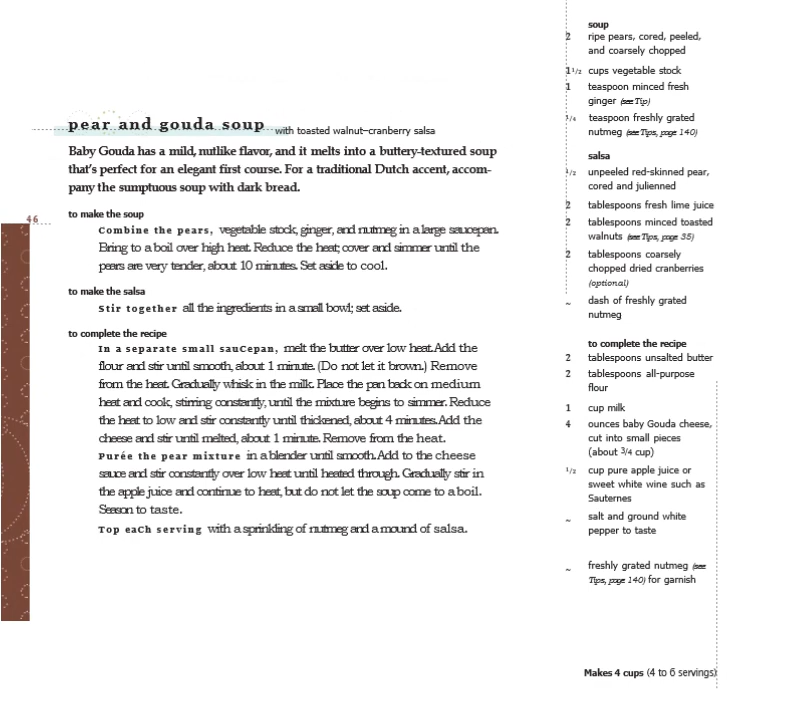 pear and gouda soup with toasted walnut–cranberry salsa
Baby Gouda has a mild, nutlike flavor, and it melts into a buttery-textured soup
that's perfect for an elegant first course. For a traditional Dutch accent, accom-
pany the sumptuous soup with dark bread.
46
to make the soup
Combine the pears, vegetable stock, ginger, and nutmeg in a large saucepan.
Bring to a boil over high heat. Reduce the heat; cover and simmer until the
pears are very tender, about 10 minutes. Set aside to cool.
to make the salsa
Stir together all the ingredients in a small bowl; set aside.
to complete the recipe
In a separate small sauCepan, melt the butter over low heat. Add the
flour and stir until smooth, about 1 minute. (Do not let it brown.) Remove
from the heat. Gradually whisk in the milk. Place the pan back on medium
heat and cook, stirring constantly, until the mixture begins to simmer. Reduce
the heat to low and stir constantly until thickened, about 4 minutes. Add the
cheese and stir until melted, about 1 minute. Remove from the heat.
Purée the pear mixture in a blender until smooth. Add to the cheese
sauce and stir constantly over low heat until heated through. Gradually stir in
the apple juice and continue to heat, but do not let the soup come to a boil.
Season to taste.
Top eaCh serving with a sprinkling of nutmeg and a mound of salsa.
soup
2 ripe pears, cored, peeled,
and coarsely chopped
1 1/2 cups vegetable stock
1 teaspoon minced fresh
ginger (see Tip)
1/4 teaspoon freshly grated
nutmeg (see Tips, page 140)
salsa
1/2 unpeeled red-skinned pear,
cored and julienned
2 tablespoons fresh lime juice
2 tablespoons minced toasted
walnuts (see Tips, page 35)
2 tablespoons coarsely
chopped dried cranberries
(optional)
~ dash of freshly grated
nutmeg
to complete the recipe
2 tablespoons unsalted butter
2 tablespoons all-purpose
flour
1 cup milk
4 ounces baby Gouda cheese,
cut into small pieces
(about 3/4 cup)
1/2 cup pure apple juice or
sweet white wine such as
Sauternes
~ salt and ground white
pepper to taste
~ freshly grated nutmeg (see
Tips, page 140) for garnish
Makes 4 cups (4 to 6 servings)